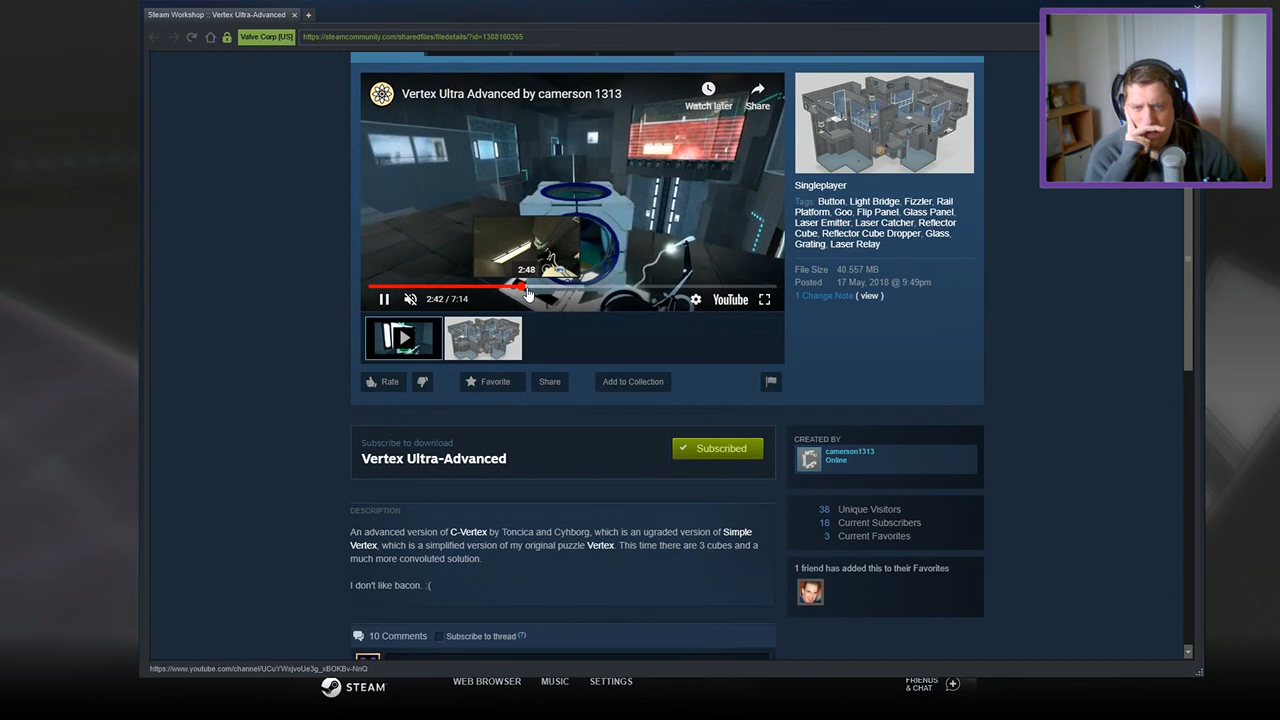 Steam Workshop :: Vertex Ultra-Advanced
Valve Corp [US]
https://steamcommunity.com/sharedfiles/filedetails/?id=1388160265
Vertex Ultra Advanced by camerson 1313
Watch later
Share
2:48
2:42 / 7:14
YouTube
Singleplayer
Tags Button, Light Bridge, Fizzler, Rail
Platform, Goo, Flip Panel, Glass Panel,
Laser Emitter, Laser Catcher, Reflector
Cube, Reflector Cube Dropper, Glass,
Grating, Laser Relay
File Size 40.557 MB
Posted 17 May, 2018 @ 9:49pm
1 Change Note ( view )
Rate
Favorite
Share
Add to Collection
Subscribe to download
Vertex Ultra-Advanced
Subscribed
CREATED BY
camerson1313
Online
38 Unique Visitors
18 Current Subscribers
3 Current Favorites
DESCRIPTION
An advanced version of C-Vertex by Toncica and Cyhborg, which is an ugraded version of Simple
Vertex, which is a simplified version of my original puzzle Vertex. This time there are 3 cubes and a
much more convoluted solution.
I don't like bacon. :(
1 friend has added this to their Favorites
10 Comments
Subscribe to thread (?)
https://www.youtube.com/channel/UCuYWxjvoUe3g_xBOKBv-NnQ
STEAM
WEB BROWSER
MUSIC
SETTINGS
FRIENDS
& CHAT